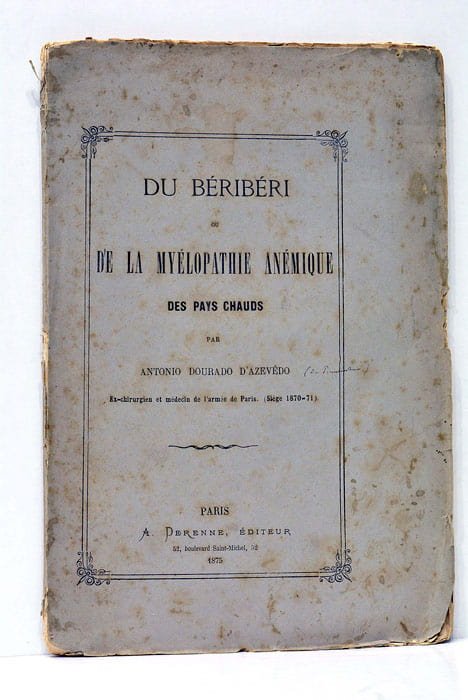 DU BÉRIBÉRI
OU
DE LA MYÉLOPATHIE ANÉMIQUE
DES PAYS CHAUDS
PAR
ANTONIO DOURADO D'AZEVÊDO
Ex-chirurgien et médecin de l'armée de Paris. (Siège 1870-71)
PARIS
A. DERENNE, ÉDITEUR
52, boulevard Saint-Michel, 52
1875